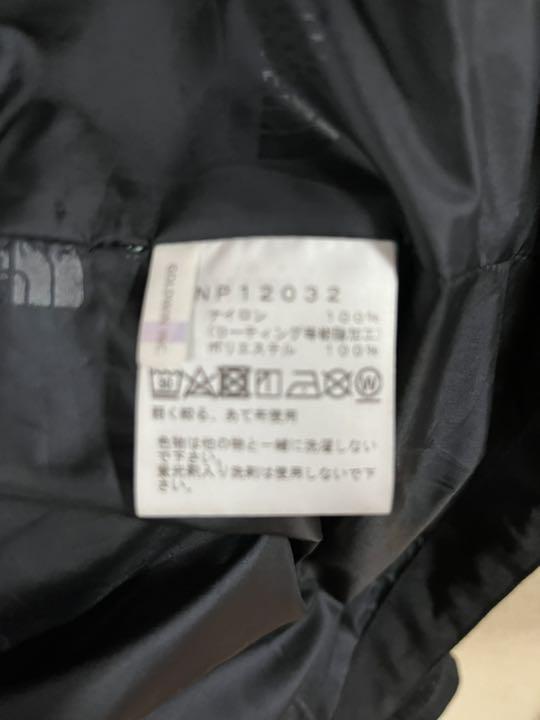 GOLDWIN INC.
NP12032
ナイロン 100%
(コーティング等樹脂加工)
ポリエステル 100%
弱く絞る、あて布使用
色物は他の物と一緒に洗濯しない
で下さい。
蛍光剤入り洗剤は使用しないで下
さい。